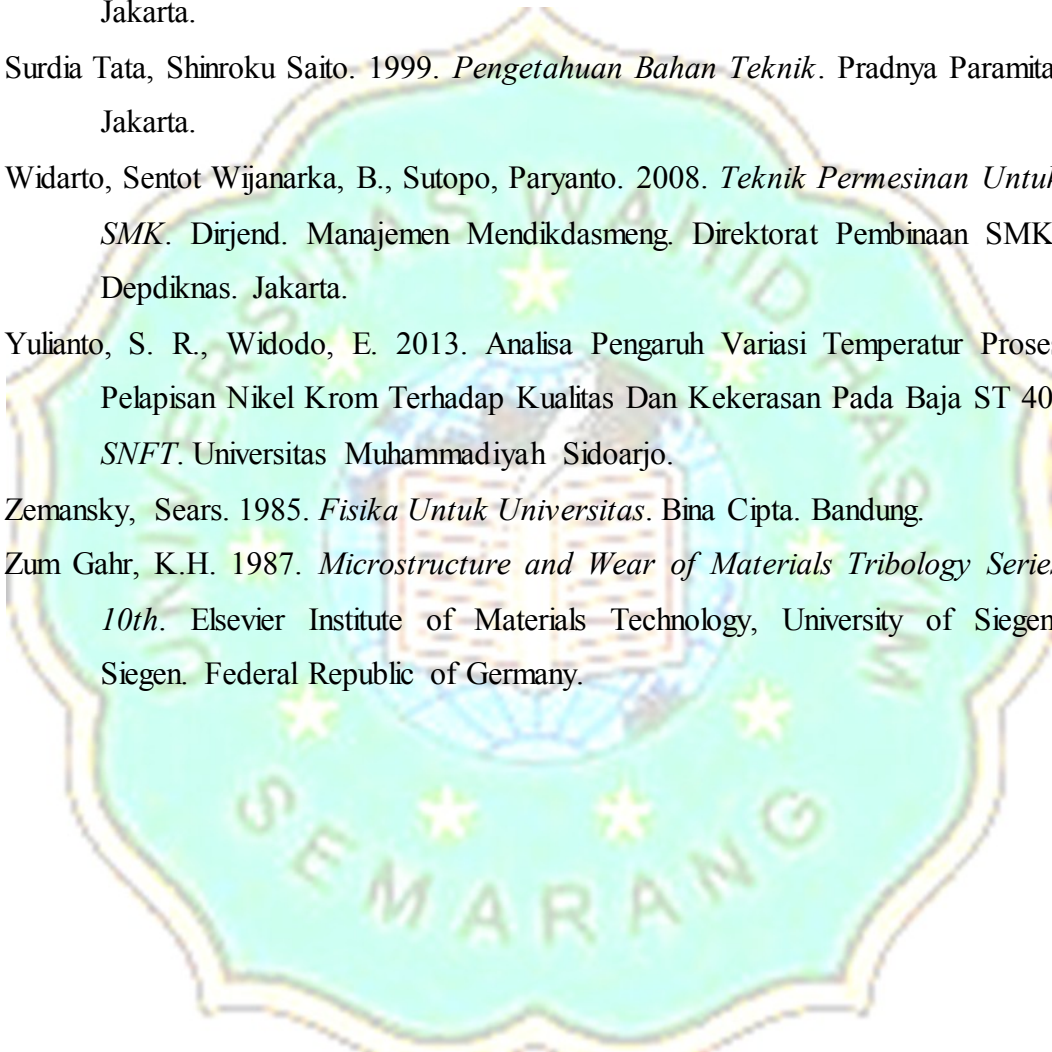 Jakarta.
Surdia Tata, Shinroku Saito. 1999. Pengetahuan Bahan Teknik. Pradnya Paramita
Jakarta.
Widarto, Sentot Wijanarka, B., Sutopo, Paryanto. 2008. Teknik Permesinan Untuk
SMK. Dirjend. Manajemen Mendikdasmeng. Direktorat Pembinaan SMK
Depdiknas. Jakarta.
Yulianto, S. R., Widodo, E. 2013. Analisa Pengaruh Variasi Temperatur Proses
Pelapisan Nikel Krom Terhadap Kualitas Dan Kekerasan Pada Baja ST 40
SNFT. Universitas Muhammadiyah Sidoarjo.
Zemansky, Sears. 1985. Fisika Untuk Universitas. Bina Cipta. Bandung.
Zum Gahr, K.H. 1987. Microstructure and Wear of Materials Tribology Series
10th. Elsevier Institute of Materials Technology, University of Siegen
Siegen. Federal Republic of Germany.
UNIVERSITAS WAHID HASYIM
SEMARANG